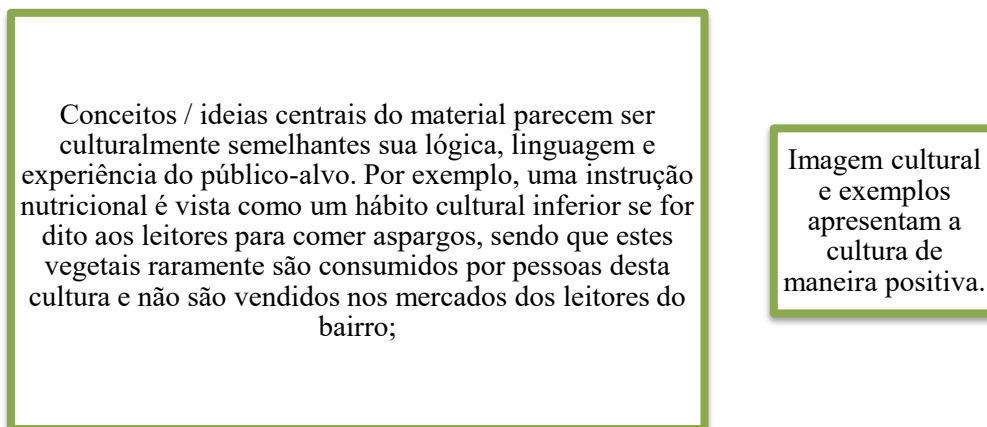 Conceitos / ideias centrais do material parecem ser
culturalmente semelhantes sua lógica, linguagem e
experiência do público-alvo. Por exemplo, uma instrução
nutricional é vista como um hábito cultural inferior se for
dito aos leitores para comer aspargos, sendo que estes
vegetais raramente são consumidos por pessoas desta
cultura e não são vendidos nos mercados dos leitores do
bairro;
Imagem cultural
e exemplos
apresentam a
cultura de
maneira positiva.